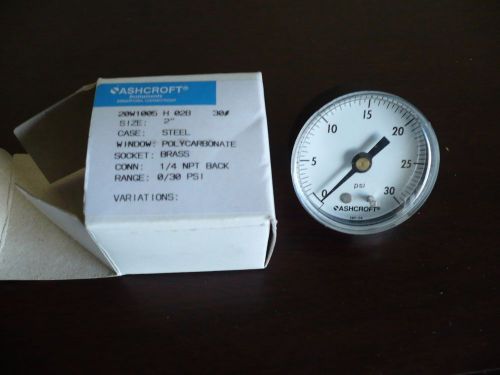 ASHCROFT®
Instruments
20W1005 H 02B 30#
SIZE: 2"
CASE: STEEL
WINDOW: POLYCARBONATE
SOCKET: BRASS
CONN: 1/4 NPT BACK
RANGE: 0/30 PSI
VARIATIONS:
0
5
10
15
20
25
30
psi
ASHCROFT®